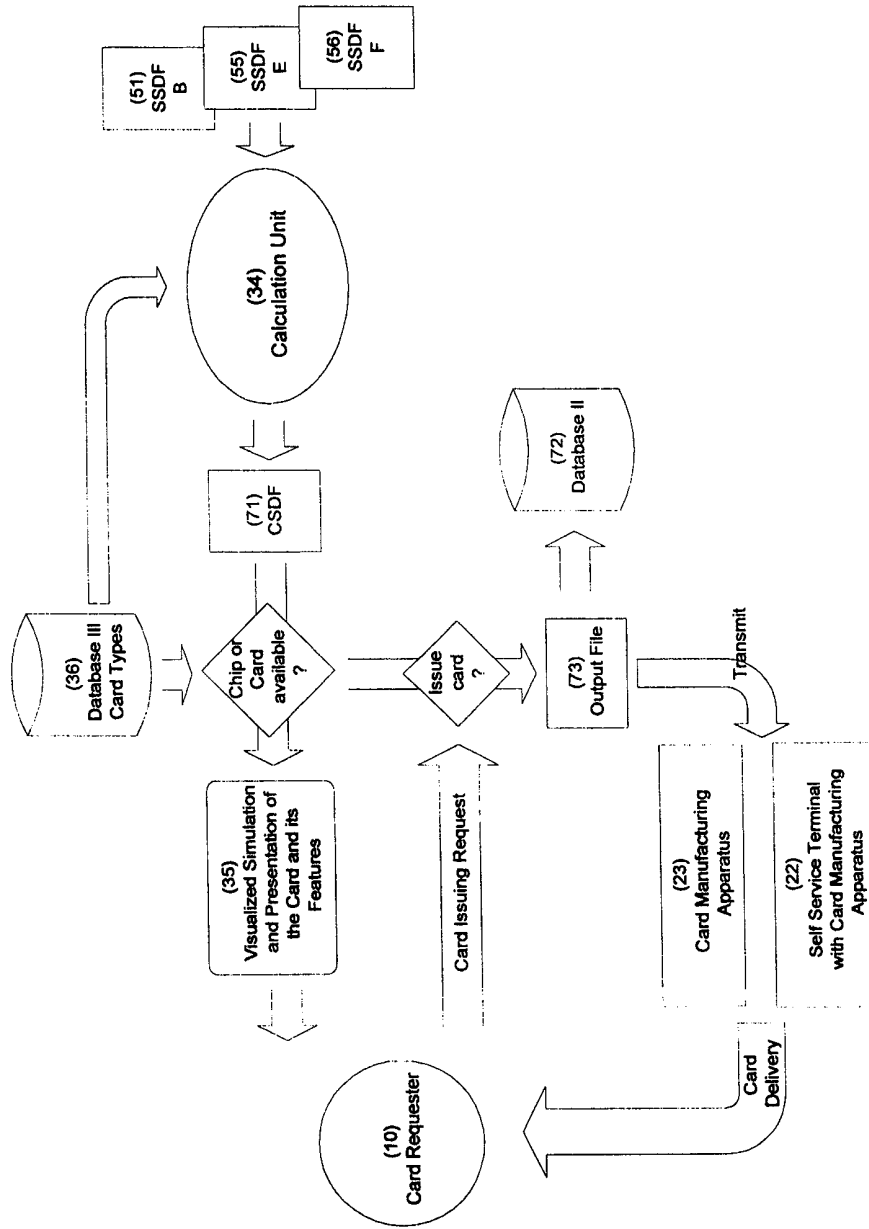 (51)
SSDF
B
(55)
SSDF
E
(56)
SSDF
F
(34)
Calculation Unit
(36)
Database III
Card Types
(71)
CSDF
Chip or
Card
available
?
(35)
Visualized Simulation
and Presentation of
the Card and its
Features
(72)
Database II
Issue
card
?
(73)
Output File
Card Issuing Request
(10)
Card Requester
Transmit
(23)
Card Manufacturing
Apparatus
(22)
Self Service Terminal
with Card Manufacturing
Apparatus
Card
Delivery